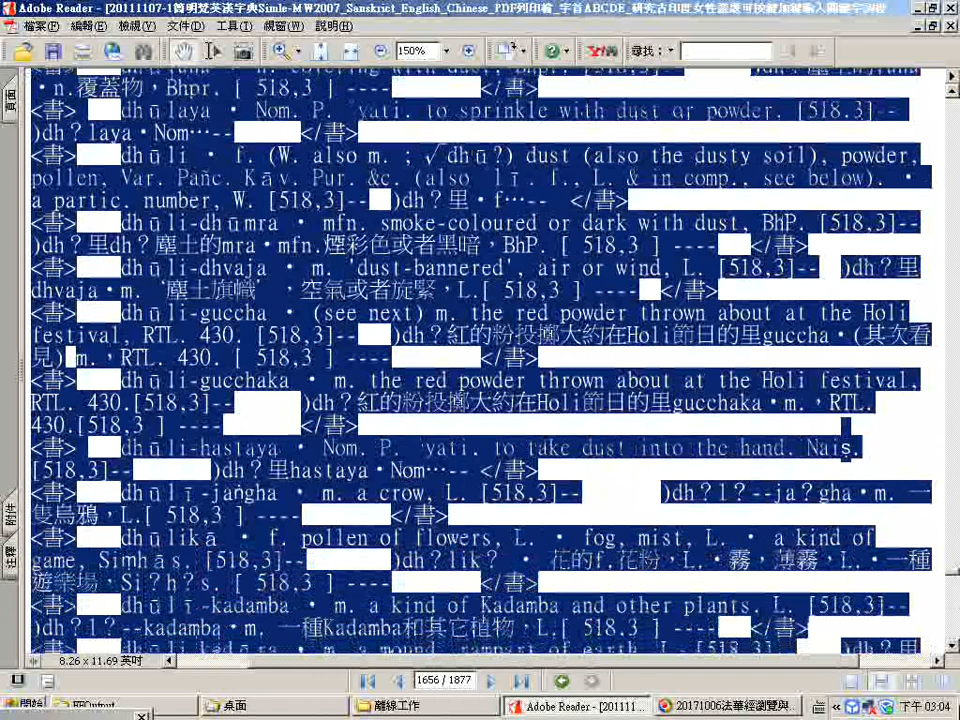 Adobe Reader - [20111107-1簡明梵英漢字典Simle-MW2007_Sanskrit_English_Chinese_PDF列印檔_字首ABCDE_研究古印度女性
檔案(F) 編輯(E) 檢視(V) 文件(D) 工具(T) 視窗(W) 說明(H)
150% 尋找：
頁面
‧n.覆蓋物，Bhpr. [ 518,3 ] ---- </書>
<書> dhūlaya ‧ Nom. P. °yati. to sprinkle with dust or powder. [518.3]--
)dh？laya‧Nom…-- </書>
<書> dhūli ‧ f. (W. also m. ; √dhū?) dust (also the dusty soil), powder,
pollen, Var. Pañc. Kāv. Pur. &c. (also lī. f., L. & in comp., see below). ‧
a partic. number, W. [518,3]-- )dh？里‧f…-- </書>
<書> dhūli-dhūmra ‧ mfn. smoke-coloured or dark with dust, BhP. [518,3]--
)dh？里dh？塵土的mra‧mfn.煙彩色或者黑暗，BhP. [ 518,3 ] ---- </書>
<書> dhūli-dhvaja ‧ m. 'dust-bannered', air or wind, L. [518,3]-- )dh？里
dhvaja‧m. ‘塵土旗幟’，空氣或者旋緊，L.[ 518,3 ] ---- </書>
<書> dhūli-guccha ‧ (see next) m. the red powder thrown about at the Holi
festival, RTL. 430. [518,3]-- )dh？紅的粉投擲大約在Holi節日的里guccha‧(其次看
見) m.，RTL. 430. [ 518,3 ] ---- </書>
<書> dhūli-gucchaka ‧ m. the red powder thrown about at the Holi festival,
RTL. 430.[518,3]-- )dh？紅的粉投擲大約在Holi節日的里gucchaka‧m.，RTL.
430.[518,3 ] ---- </書>
<書> dhūli-hastaya ‧ Nom. P. °yati. to take dust into the hand. Naiṣ.
[518,3]-- )dh？里hastaya‧Nom…-- </書>
<書> dhūlī-jaṅgha ‧ m. a crow, L. [518,3]-- )dh？l？--ja？gha‧m. 一
隻烏鴉，L.[ 518,3 ] ---- </書>
<書> dhūlikā ‧ f. pollen of flowers, L. ‧ fog, mist, L. ‧ a kind of
game, Siṃhâs. [518,3]-- )dh？lik？ ‧ 花的f.花粉，L.‧霧，薄霧，L.‧一種
遊樂場，Si？h？s. [ 518,3 ] ---- </書>
<書> dhūlī-kadamba ‧ m. a kind of Kadamba and other plants. L. [518,3]--
)dh？l？--kadamba‧m. 一種Kadamba和其它植物，L.[ 518.3 ] ---- </書>
附件
注釋
8.26 x 11.69 英吋
1656 / 1877
開始 FFOutput 桌面 離線工作 Adobe Reader - [201111... 20171006法華經瀏覽與... 下午 03:04